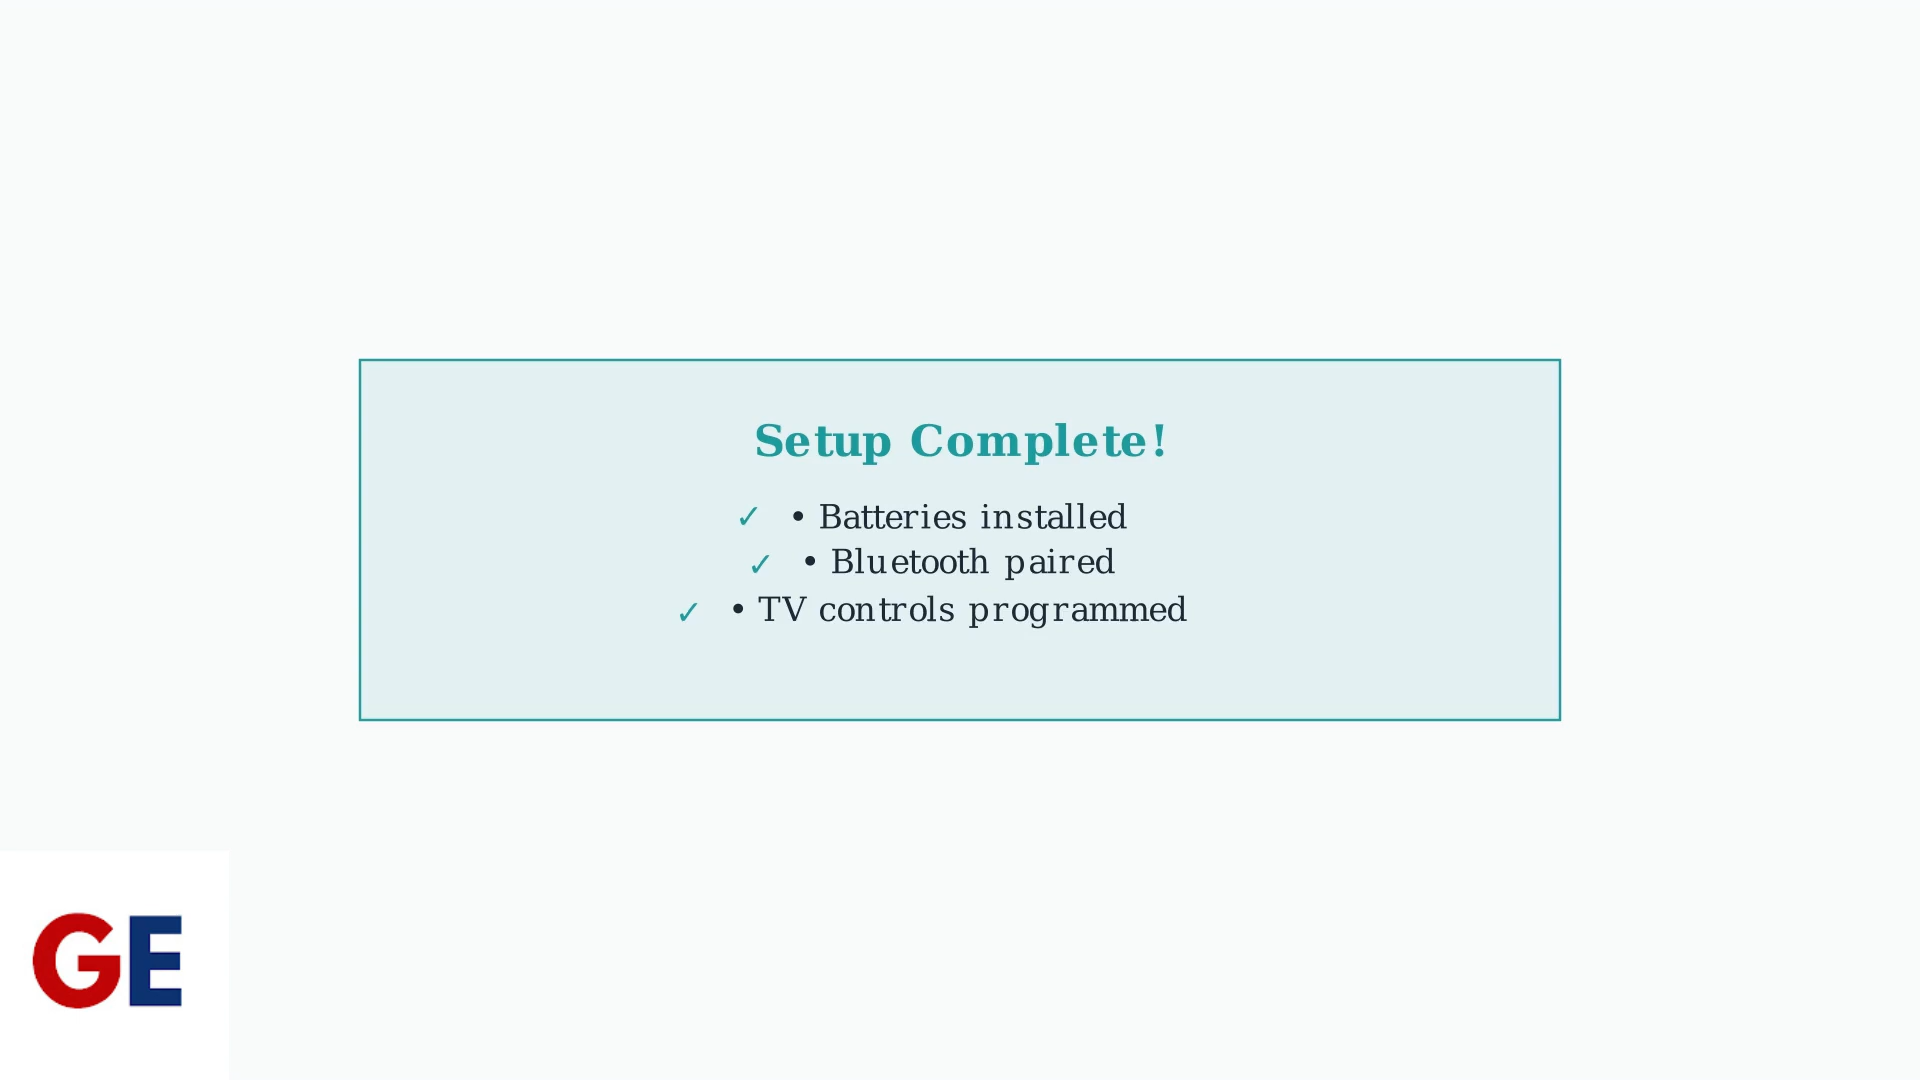 Setup Complete!
✓ • Batteries installed
✓ • Bluetooth paired
✓ • TV controls programmed
GE